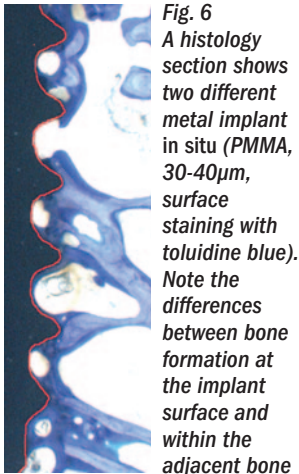 Fig. 6
A histology
section shows
two different
metal implant
in situ (PMMA,
30-40µm,
surface
staining with
toluidine blue).
Note the
differences
between bone
formation at
the implant
surface and
within the
adjacent bone